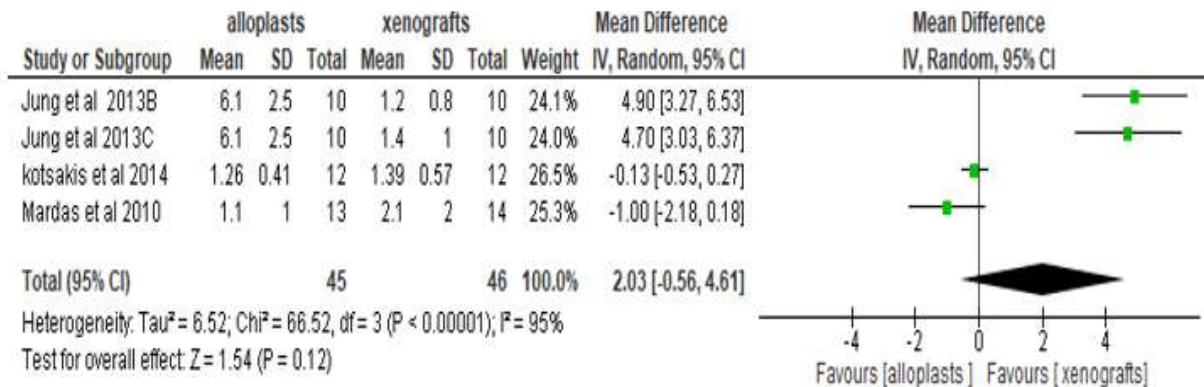 alloplasts xenografts Mean Difference Mean Difference
Study or Subgroup Mean SD Total Mean SD Total Weight IV, Random, 95% CI IV, Random, 95% CI
Jung et al 2013B 6.1 2.5 10 1.2 0.8 10 24.1% 4.90 [3.27, 6.53]
Jung et al 2013C 6.1 2.5 10 1.4 1 10 24.0% 4.70 [3.03, 6.37]
kotsakis et al 2014 1.26 0.41 12 1.39 0.57 12 26.5% -0.13 [-0.53, 0.27]
Mardas et al 2010 1.1 1 13 2.1 2 14 25.3% -1.00 [-2.18, 0.18]
Total (95% CI) 45 46 100.0% 2.03 [-0.56, 4.61]
Heterogeneity: Tau² = 6.52; Chi² = 66.52, df = 3 (P < 0.00001); I² = 95%
Test for overall effect: Z = 1.54 (P = 0.12)
-4 -2 0 2 4
Favours [alloplasts ] Favours [xenografts]